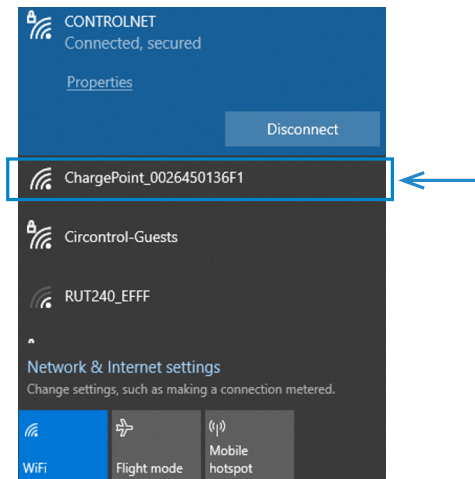 CONTROLNET
Connected, secured
Properties
Disconnect
ChargePoint_0026450136F1
Circontrol-Guests
RUT240_EFFF
Network & Internet settings
Change settings, such as making a connection metered.
WiFi
Flight mode
Mobile
hotspot